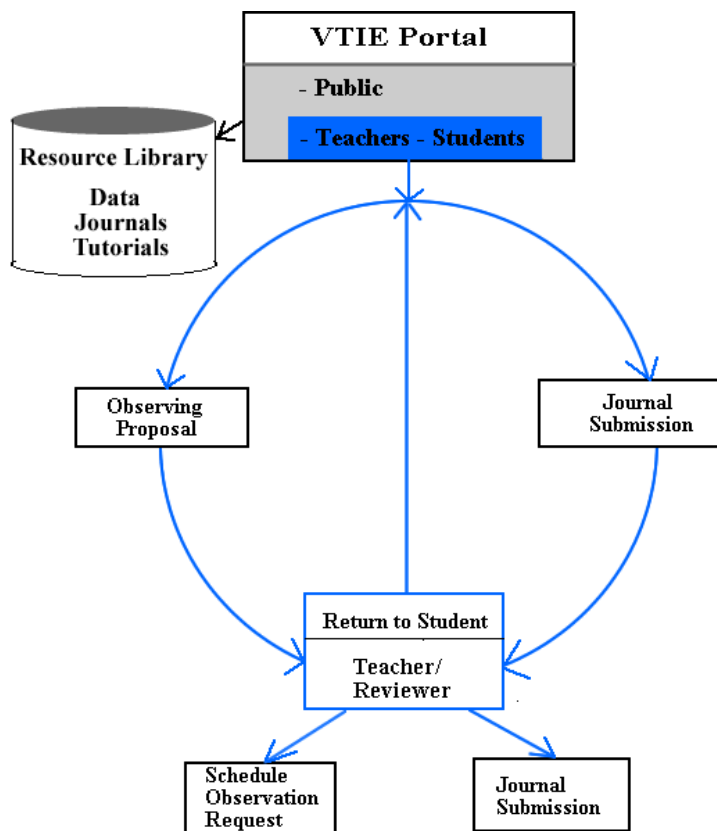 VTIE Portal
- Public
- Teachers - Students
Resource Library
Data
Journals
Tutorials
Observing
Proposal
Journal
Submission
Return to Student
Teacher/
Reviewer
Schedule
Observation
Request
Journal
Submission